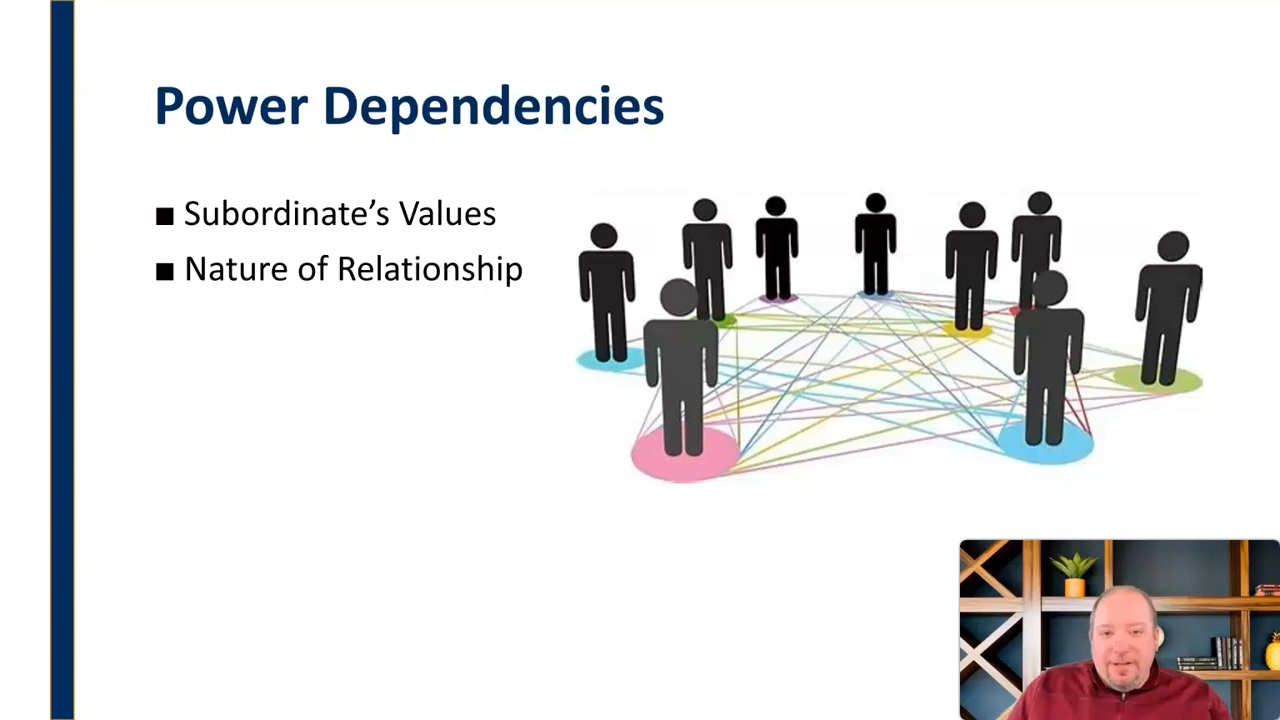 Power Dependencies
■ Subordinate’s Values
■ Nature of Relationship